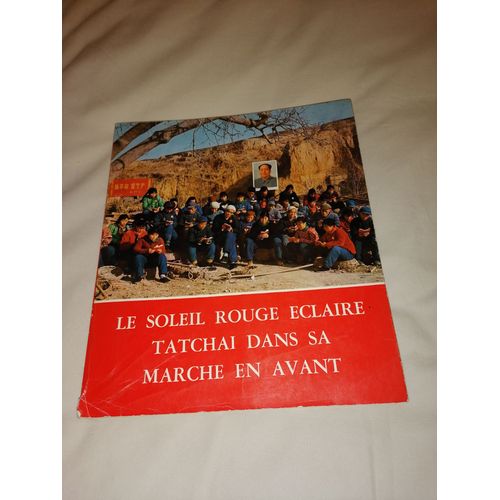 LE SOLEIL ROUGE ECLAIRE
TATCHAI DANS SA
MARCHE EN AVANT